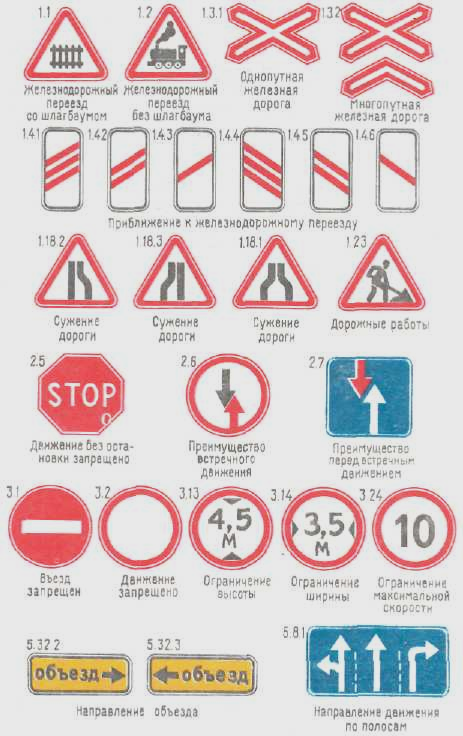 1.1
1.2
1.3.1
1.3.2
Железнодорожный
переезд
со шлагбаумом
Железнодорожный
переезд
без шлагбаума
Однопутная
железная
дорога
Многопутная
железная дорога
1.4.1
1.4.2
1.4.3
1.4.4
1.4.5
1.4.6
Приближение к железнодорожному переезду
1.18.2
1.18.3
1.18.1
1.23
Сужение
дороги
Сужение
дороги
Сужение
дороги
Дорожные работы
2.5
2.6
2.7
STOP
Движение без оста-
новки запрещено
Преимущество
встречного
движения
Преимущество
перед встречным
движением
3.1
3.2
3.13
3.14
3.24
4,5
М
3,5
М
10
Въезд
запрещен
Движение
запрещено
Ограничение
высоты
Ограничение
ширины
Ограничение
максимальной
скорости
5.32.2
5.32.3
5.8.1
объезд
объезд
Направление объезда
Направление движения
по полосам